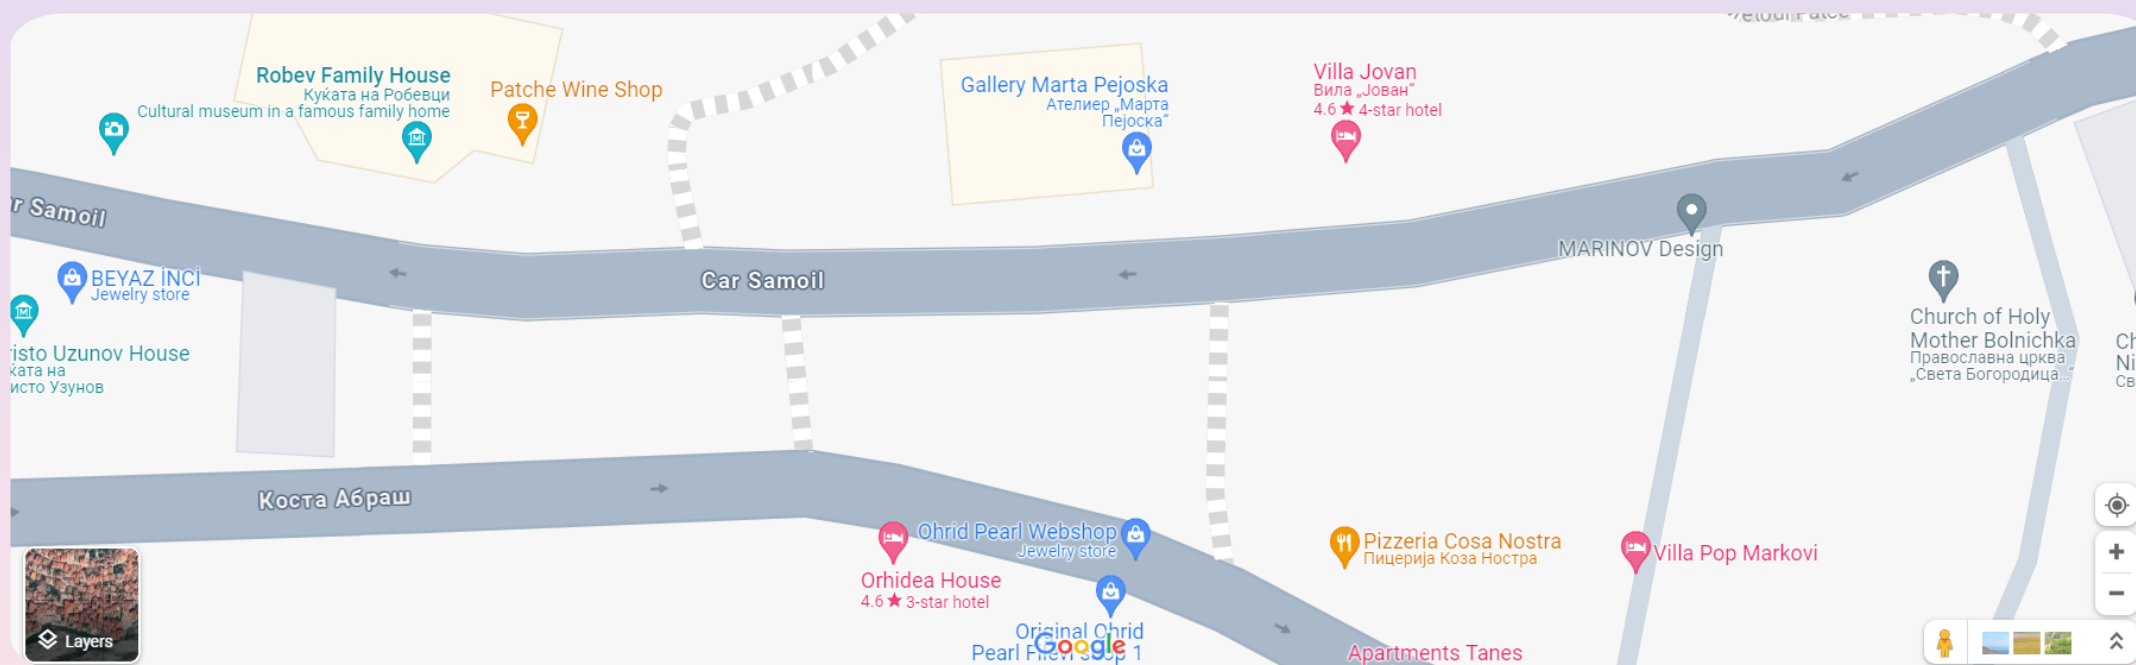 Robev Family House
Куќата на Робевци
Cultural museum in a famous family home
Patche Wine Shop
Gallery Marta Pejoska
Ателиер „Марта
Пејоска“
Villa Jovan
Вила „Јован“
4.6 ★ 4-star hotel
Samoil
BEYAZ İNCİ
Jewelry store
Uzunov House
на
Узунов
Car Samoil
MARINOV Design
Church of Holy
Mother Bolnichka
Православна црква
„Света Богородица...“
Коста Абраш
Ohrid Pearl Webshop
Jewelry store
Orhidea House
4.6 ★ 3-star hotel
Original Ohrid
Pearl Filevi shop 1
Google
Pizzeria Cosa Nostra
Пицерија Коза Ностра
Villa Pop Markovi
Apartments Tanes
Layers